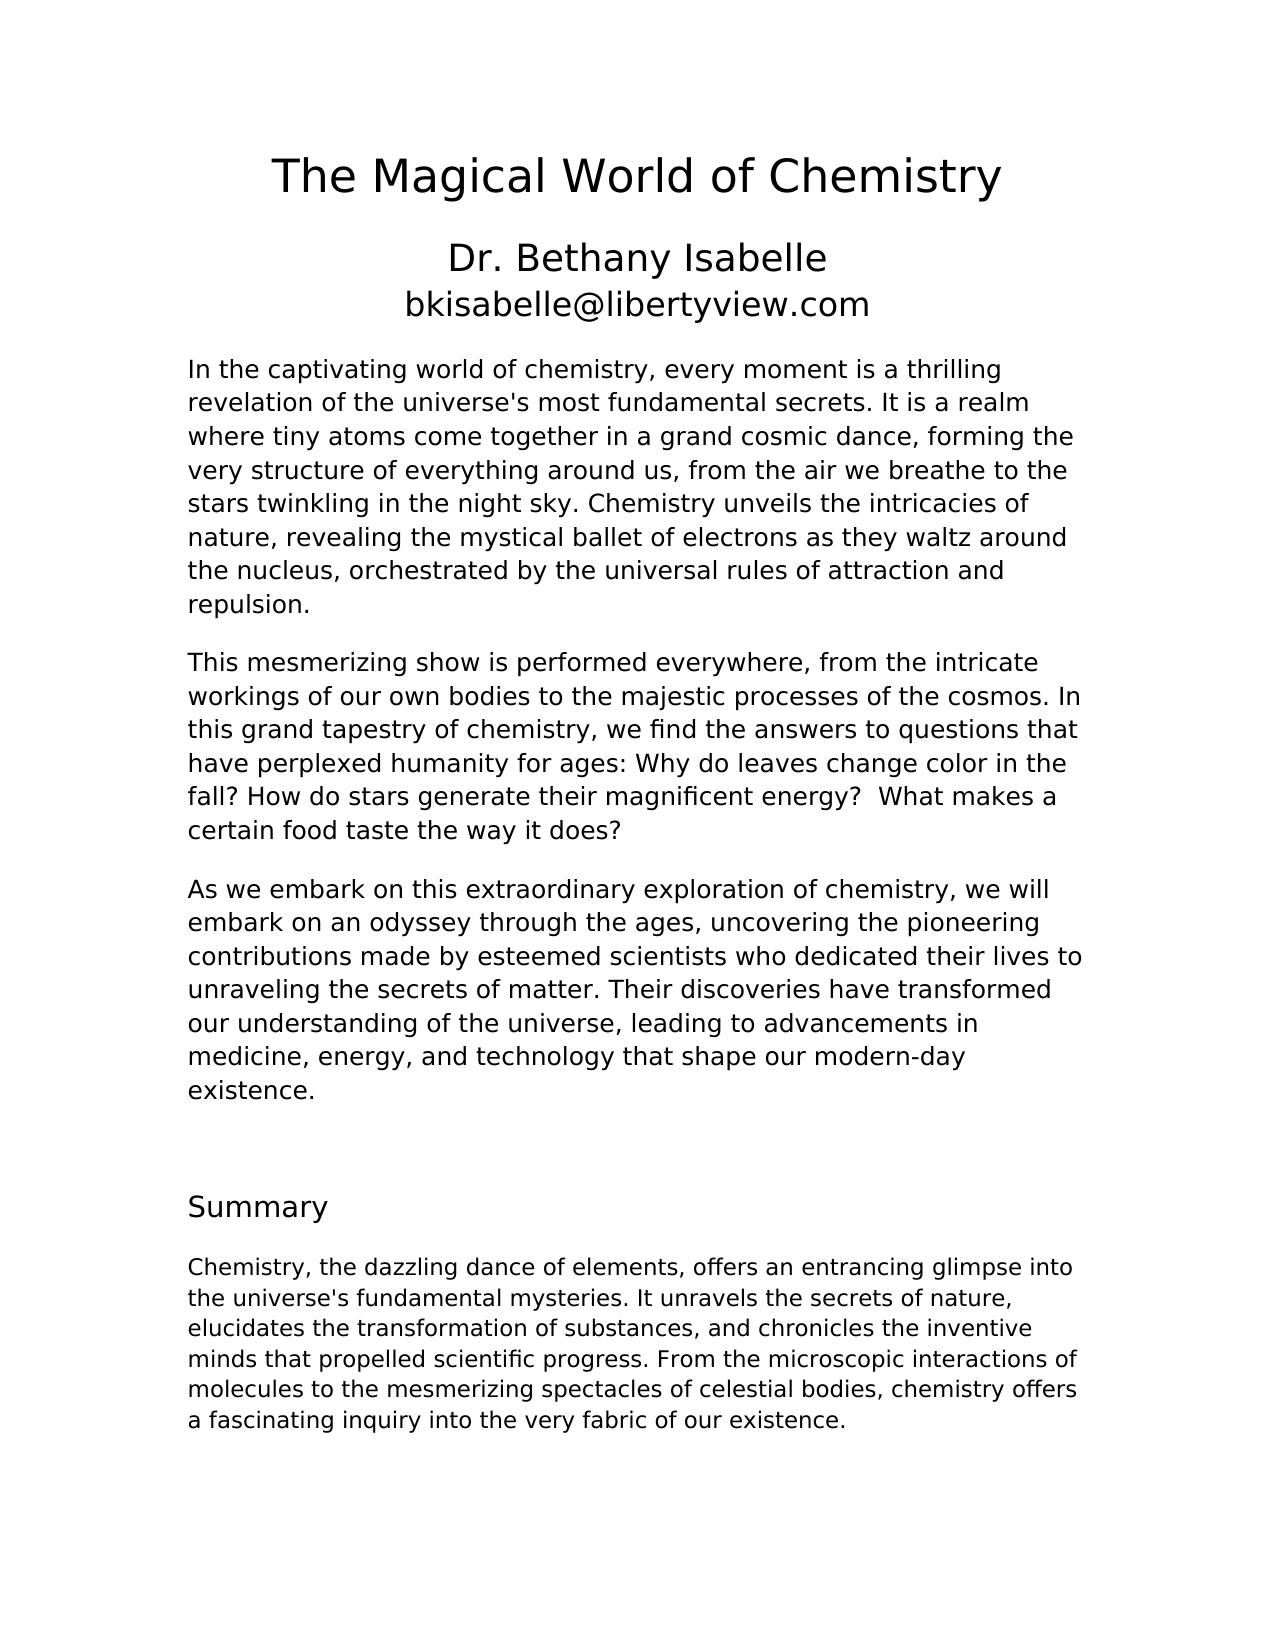 The Magical World of Chemistry
Dr. Bethany Isabelle
bkisabelle@libertyview.com
In the captivating world of chemistry, every moment is a thrilling
revelation of the universe's most fundamental secrets. It is a realm
where tiny atoms come together in a grand cosmic dance, forming the
very structure of everything around us, from the air we breathe to the
stars twinkling in the night sky. Chemistry unveils the intricacies of
nature, revealing the mystical ballet of electrons as they waltz around
the nucleus, orchestrated by the universal rules of attraction and
repulsion.
This mesmerizing show is performed everywhere, from the intricate
workings of our own bodies to the majestic processes of the cosmos. In
this grand tapestry of chemistry, we find the answers to questions that
have perplexed humanity for ages: Why do leaves change color in the
fall? How do stars generate their magnificent energy?  What makes a
certain food taste the way it does?
As we embark on this extraordinary exploration of chemistry, we will
embark on an odyssey through the ages, uncovering the pioneering
contributions made by esteemed scientists who dedicated their lives to
unraveling the secrets of matter. Their discoveries have transformed
our understanding of the universe, leading to advancements in
medicine, energy, and technology that shape our modern-day
existence.
Summary
Chemistry, the dazzling dance of elements, offers an entrancing glimpse into
the universe's fundamental mysteries. It unravels the secrets of nature,
elucidates the transformation of substances, and chronicles the inventive
minds that propelled scientific progress. From the microscopic interactions of
molecules to the mesmerizing spectacles of celestial bodies, chemistry offers
a fascinating inquiry into the very fabric of our existence.